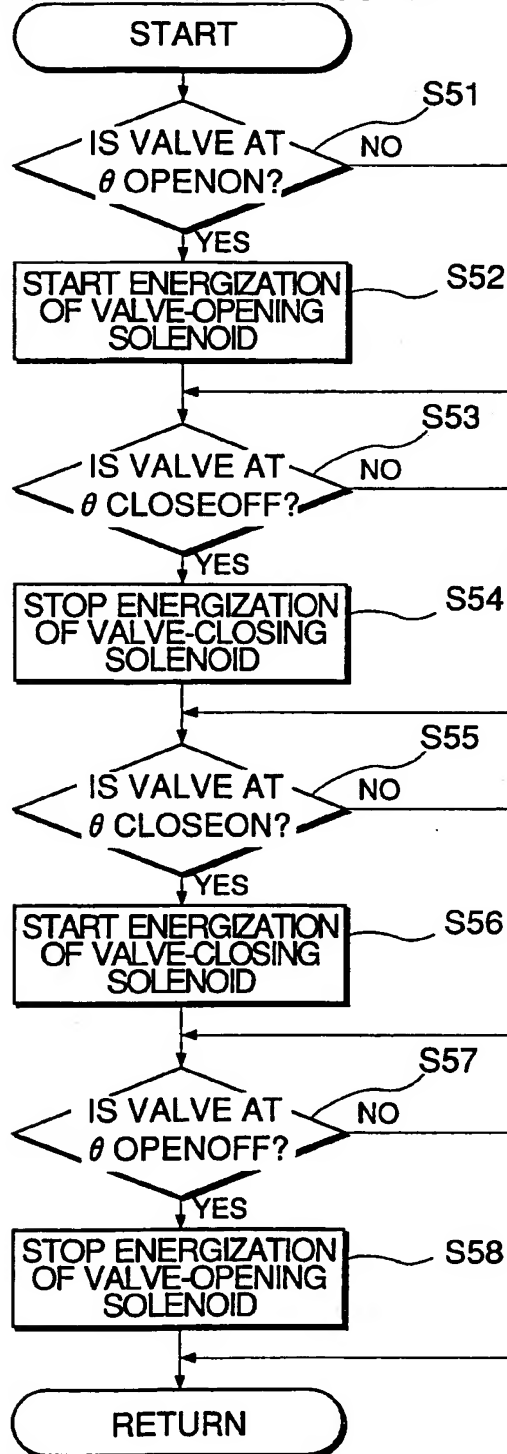 START
S51
IS VALVE AT
NO
θ OPENON?
YES
START ENERGIZATION
S52
OF VALVE-OPENING
SOLENOID
S53
IS VALVE AT
NO
θ CLOSEOFF?
YES
STOP ENERGIZATION
S54
OF VALVE-CLOSING
SOLENOID
S55
IS VALVE AT
NO
θ CLOSEON?
YES
START ENERGIZATION
S56
OF VALVE-CLOSING
SOLENOID
S57
IS VALVE AT
NO
θ OPENOFF?
YES
STOP ENERGIZATION
S58
OF VALVE-OPENING
SOLENOID
RETURN